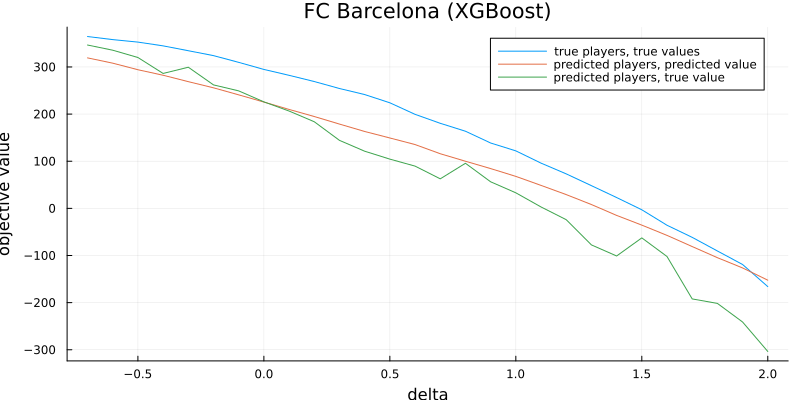 FC Barcelona (XGBoost)
true players, true values
predicted players, predicted value
predicted players, true value
objective value
300
200
100
0
−100
−200
−300
−0.5
0.0
0.5
1.0
1.5
2.0
delta